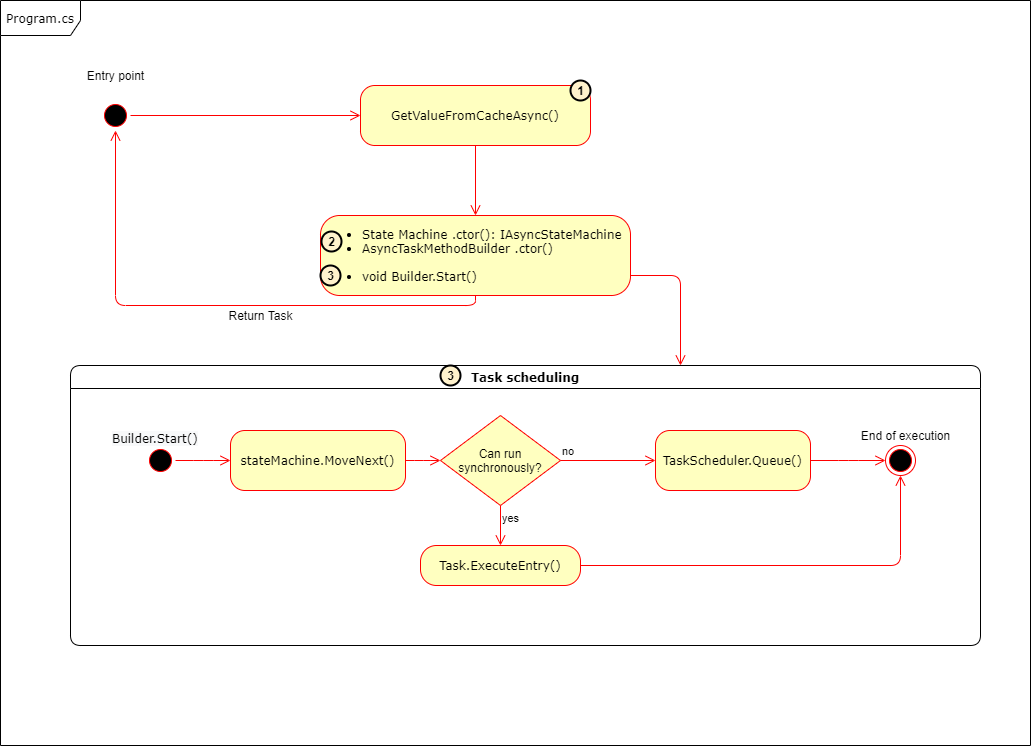 Program.cs
Entry point
1
GetValueFromCacheAsync()
2
• State Machine .ctor(): IAsyncStateMachine
• AsyncTaskMethodBuilder .ctor()
3
• void Builder.Start()
Return Task
3 Task scheduling
Builder.Start()
stateMachine.MoveNext()
Can run
synchronously?
no
TaskScheduler.Queue()
End of execution
yes
Task.ExecuteEntry()